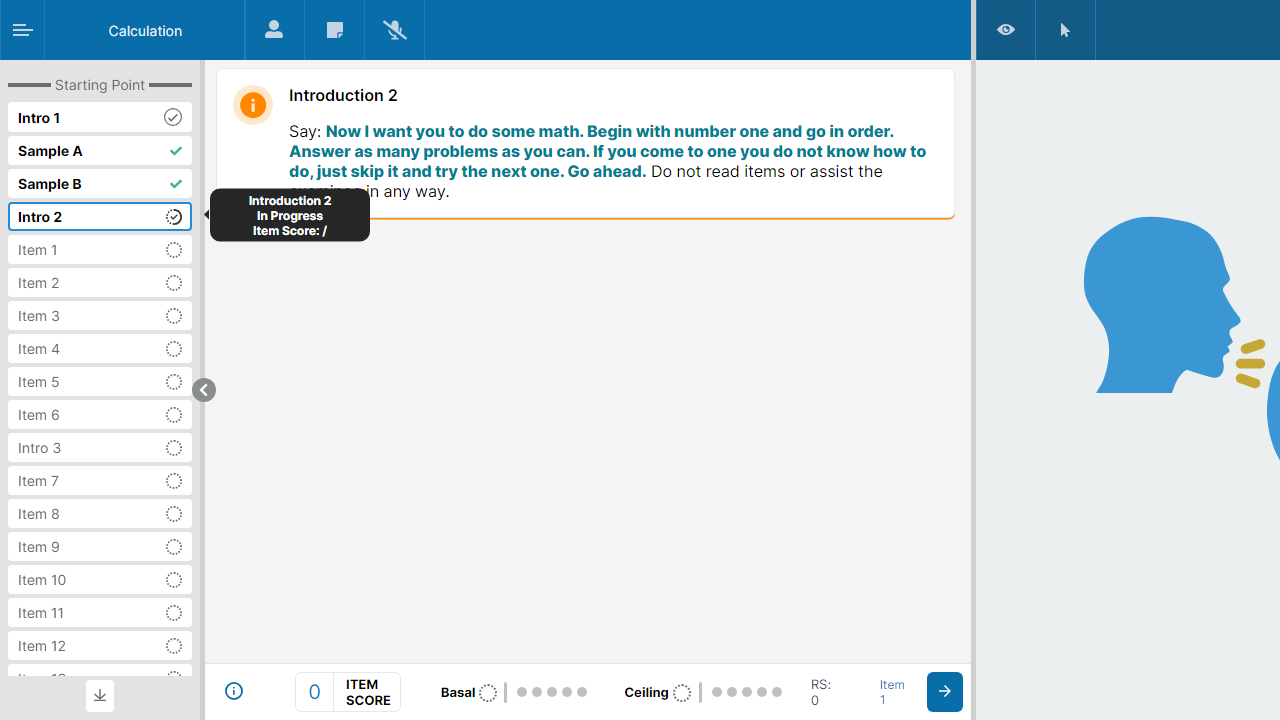 Calculation
Starting Point
Intro 1
Sample A
Sample B
Intro 2
Item 1
Item 2
Item 3
Item 4
Item 5
Item 6
Intro 3
Item 7
Item 8
Item 9
Item 10
Item 11
Item 12
Introduction 2
Say: Now I want you to do some math. Begin with number one and go in order.
Answer as many problems as you can. If you come to one you do not know how to
do, just skip it and try the next one. Go ahead. Do not read items or assist the
in any way.
Introduction 2
In Progress
Item Score: /
0
ITEM
SCORE
Basal
Ceiling
RS:
0
Item
1